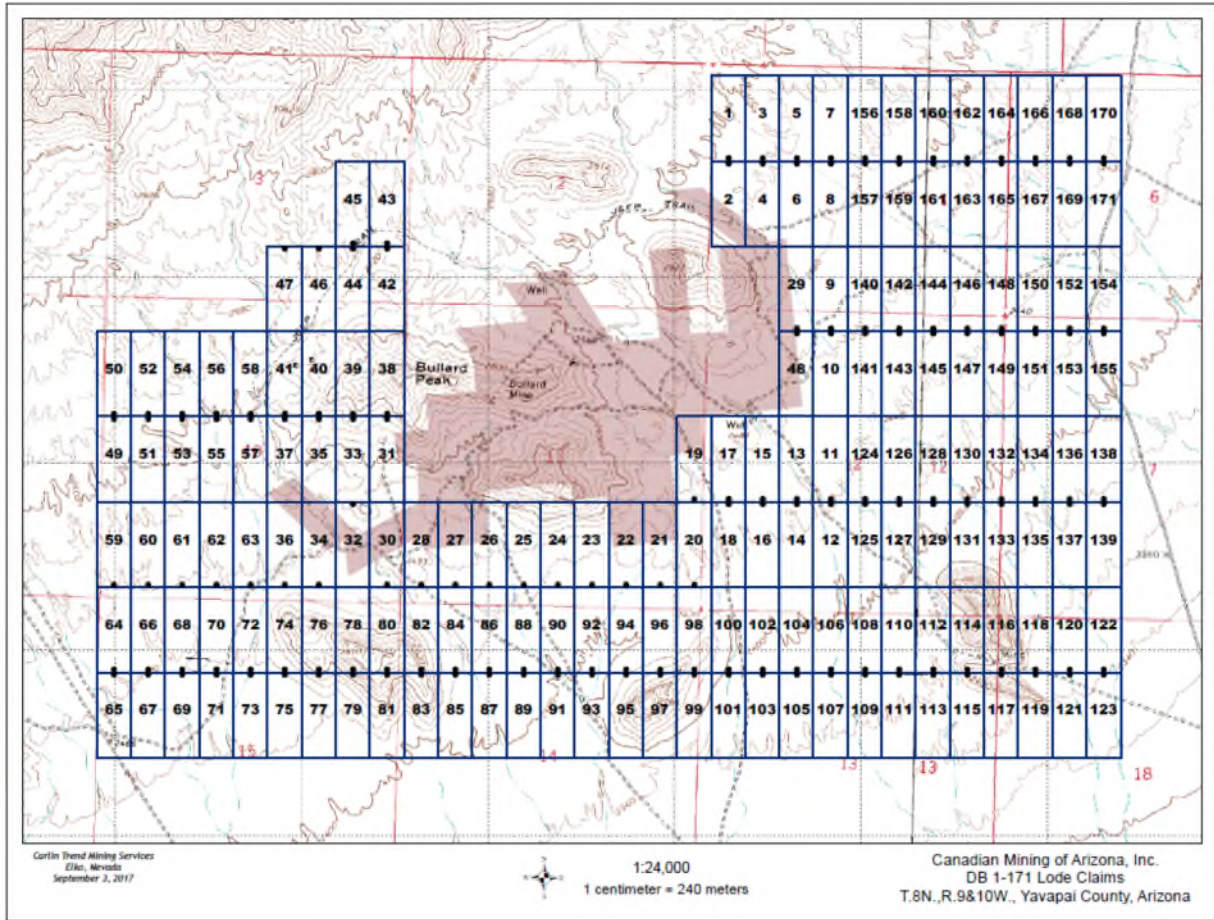 1 3 5 7 156 158 160 162 164 166 168 170
3 2
45 43 2 4 6 8 157 159 161 163 165 167 169 171 6
JEEP TRAIL
47 46 44 42 Well 29 9 140 142 144 146 148 150 152 154
50 52 54 56 58 41 40 39 38 Bullard Peak Bullard Mine 48 10 141 143 145 147 149 151 153 155
Well
49 51 53 55 57 37 35 33 31 11 19 17 15 13 11 12 124 126 12 128 130 132 134 136 138 7
59 60 61 62 63 36 34 32 30 28 27 26 25 24 23 22 21 20 18 16 14 12 125 127 129 131 133 135 137 139
64 66 68 70 72 74 76 78 80 82 84 86 88 90 92 94 96 98 100 102 104 106 108 110 112 114 116 118 120 122
65 67 69 71 73 75 77 79 81 83 85 87 89 91 93 95 97 99 101 103 105 107 109 111 113 115 117 119 121 123
15 14 13 13 18
Carlin Trend Mining Services
Elko, Nevada
September 3, 2017
1:24,000
1 centimeter = 240 meters
Canadian Mining of Arizona, Inc.
DB 1-171 Lode Claims
T.8N.,R.9&10W., Yavapai County, Arizona